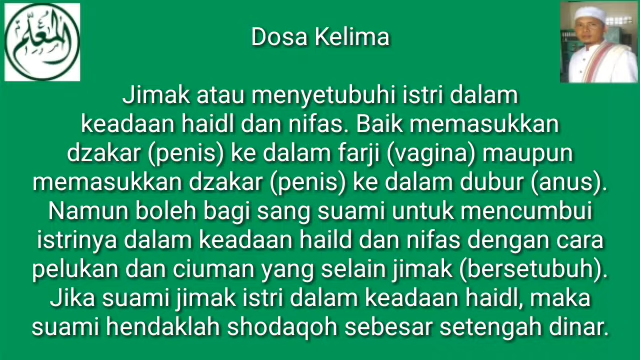 المعلم
Dosa Kelima
Jimak atau menyetubuhi istri dalam
keadaan haidl dan nifas. Baik memasukkan
dzakar (penis) ke dalam farji (vagina) maupun
memasukkan dzakar (penis) ke dalam dubur (anus).
Namun boleh bagi sang suami untuk mencumbui
istrinya dalam keadaan haild dan nifas dengan cara
pelukan dan ciuman yang selain jimak (bersetubuh).
Jika suami jimak istri dalam keadaan haidl, maka
suami hendaklah shodaqoh sebesar setengah dinar.